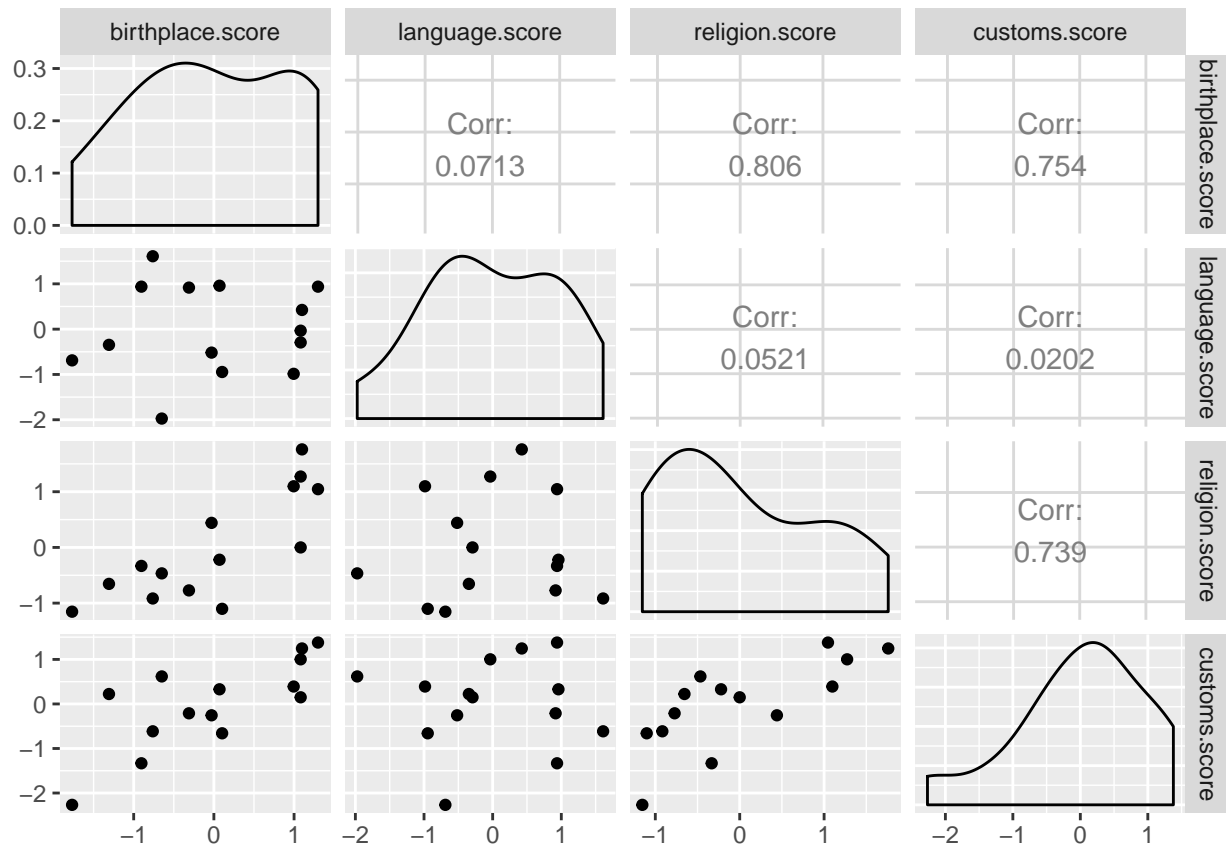 birthplace.score language.score religion.score customs.score
0.3
0.2
0.1
0.0
Corr:
0.0713
Corr:
0.806
Corr:
0.754
birthplace.score
1
0
−1
−2
Corr:
0.0521
Corr:
0.0202
language.score
1
0
−1
Corr:
0.739
religion.score
1
0
−1
−2
customs.score
−1 0 1 −2 −1 0 1 −1 0 1 −2 −1 0 1